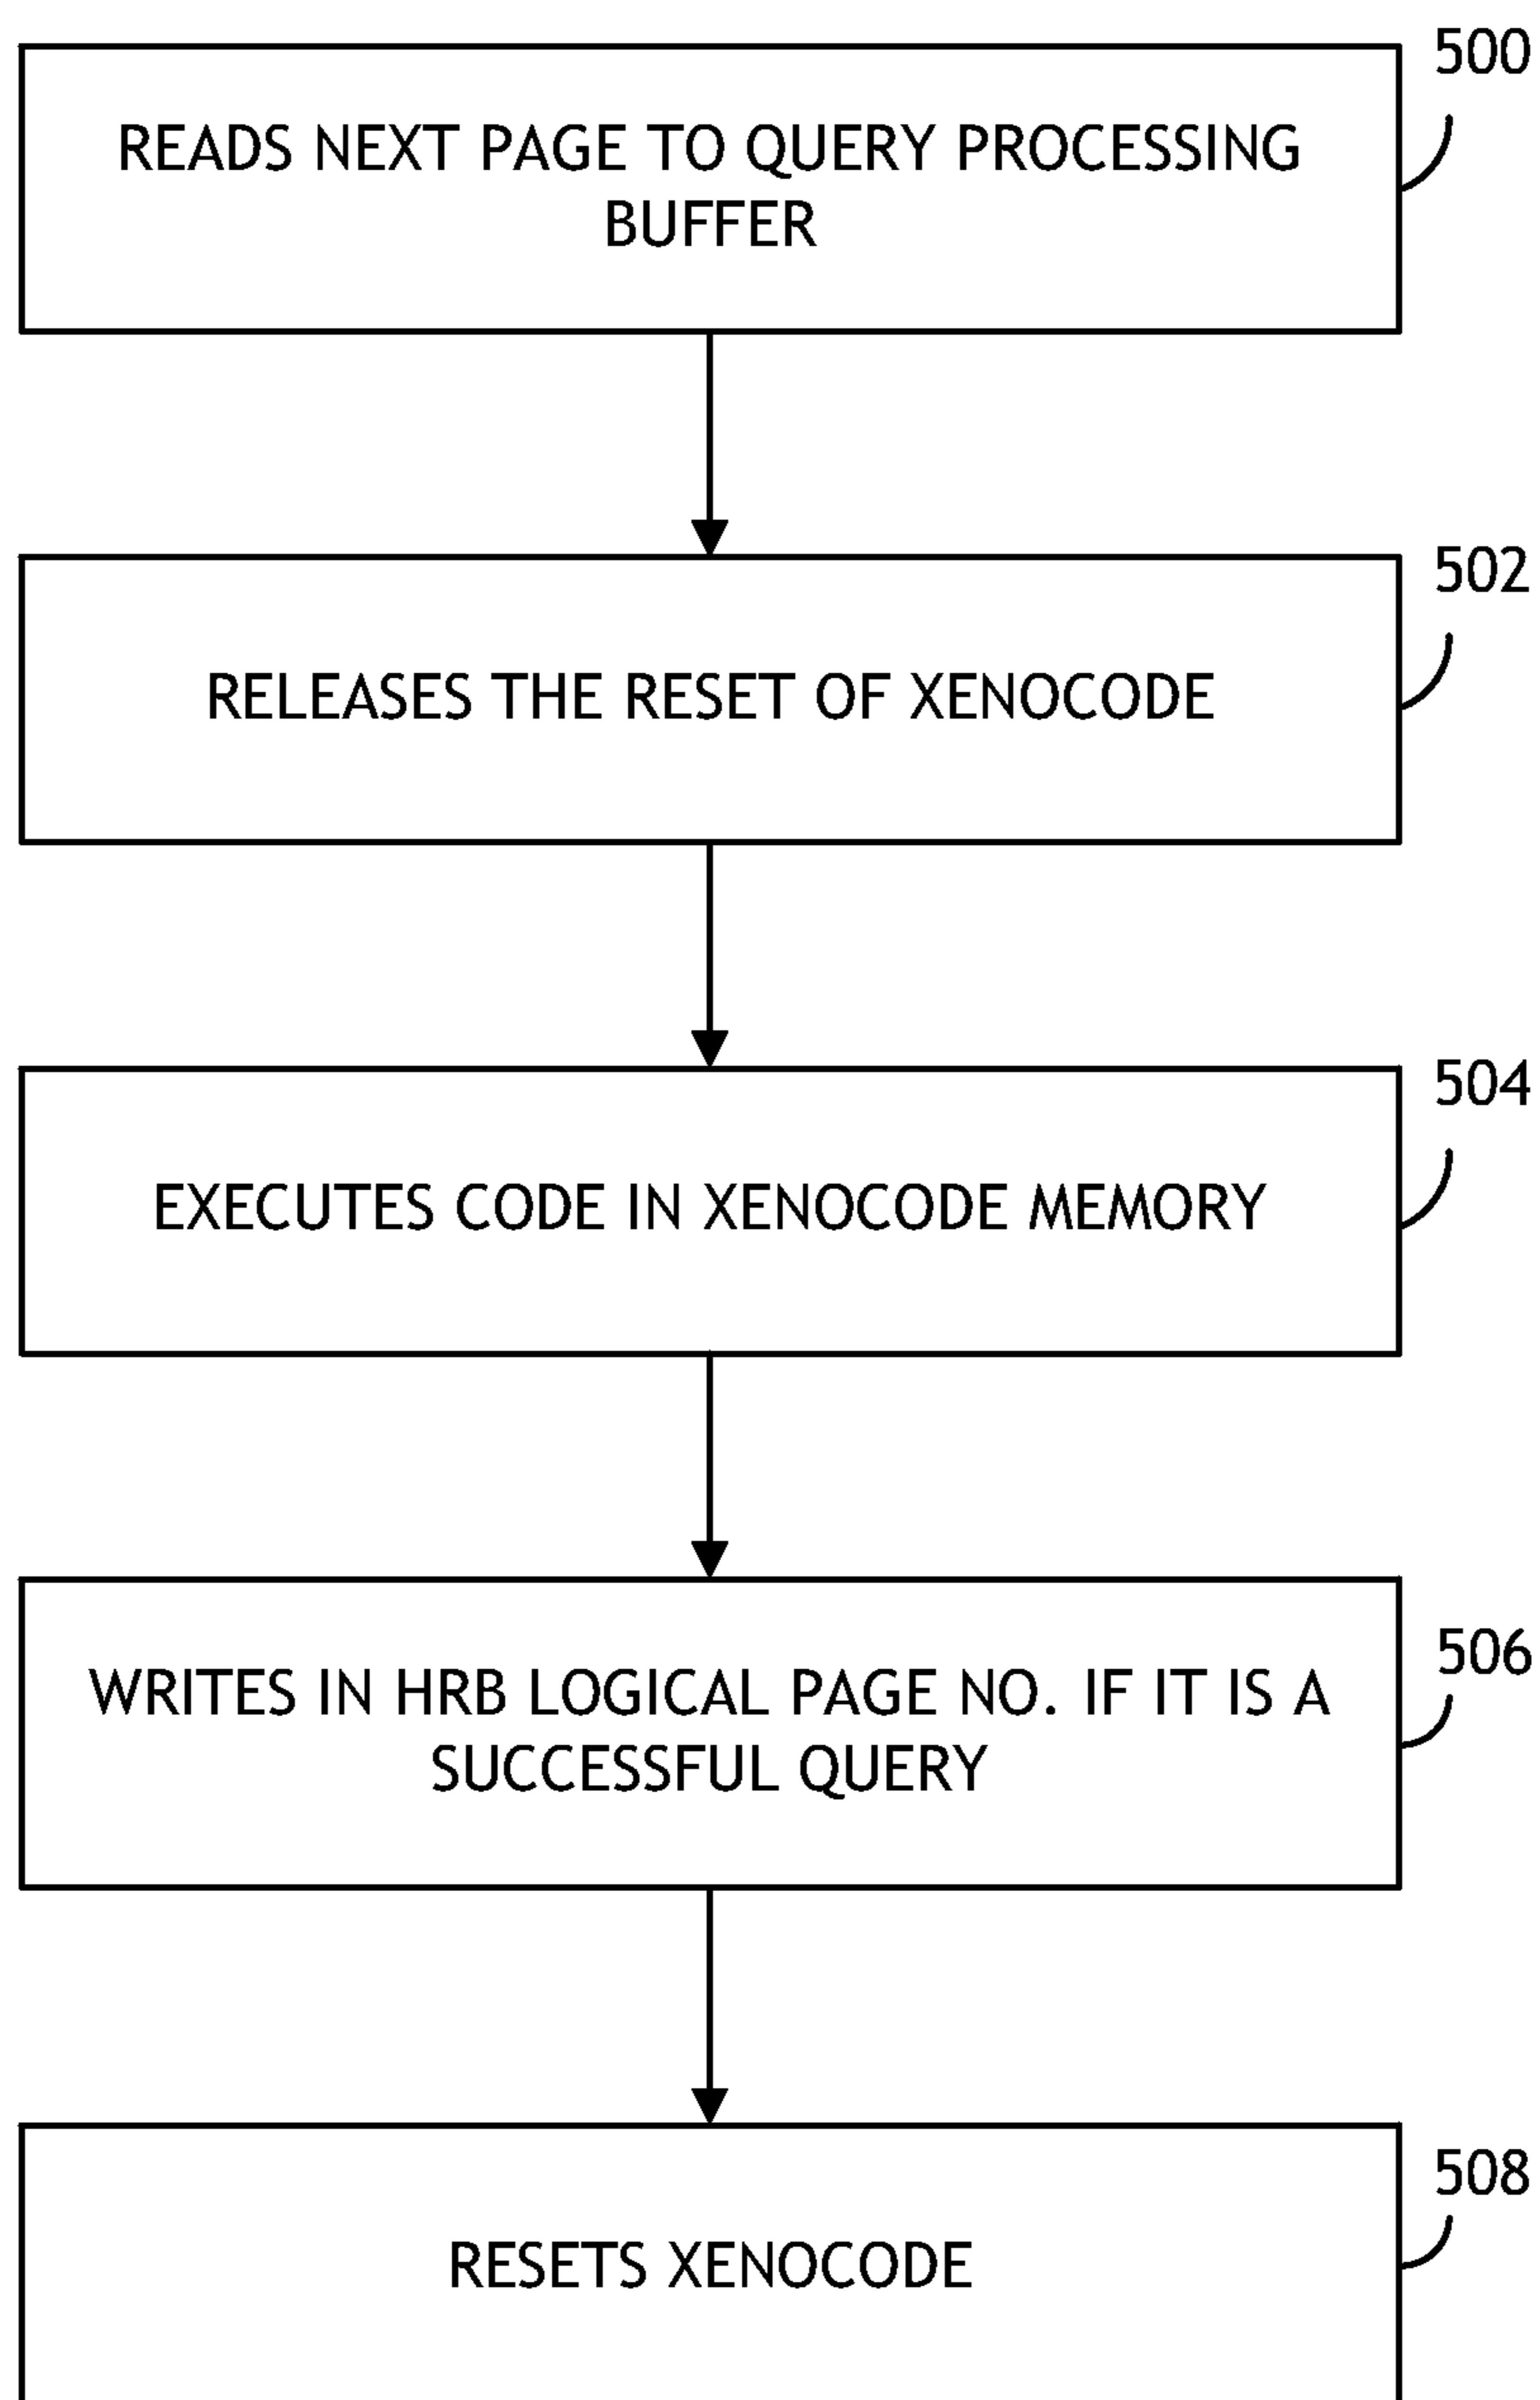 500
READS NEXT PAGE TO QUERY PROCESSING
BUFFER
502
RELEASES THE RESET OF XENOCODE
504
EXECUTES CODE IN XENOCODE MEMORY
506
WRITES IN HRB LOGICAL PAGE NO. IF IT IS A
SUCCESSFUL QUERY
508
RESETS XENOCODE